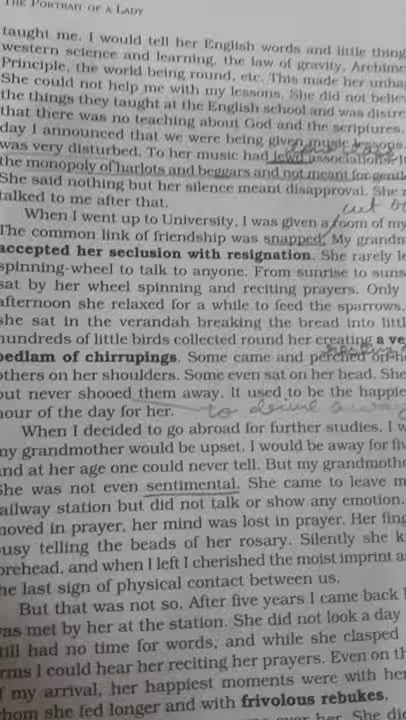 THE PORTRAIT OF A LADY
taught me. I would tell her English words and little thing
western science and learning, the law of gravity, Archime
Principle, the world being round, etc. This made her unha
She could not help me with my lessons. She did not belie
the things they taught at the English school and was distre
that there was no teaching about God and the scriptures.
day I announced that we were being given music lessons.
was very disturbed. To her music had lewd associations. It
the monopoly of harlots and beggars and not meant for gentle
She said nothing but her silence meant disapproval. She r
talked to me after that.
cut
When I went up to University, I was given a room of my
The common link of friendship was snapped. My grandm
accepted her seclusion with resignation. She rarely le
spinning-wheel to talk to anyone. From sunrise to suns
sat by her wheel spinning and reciting prayers. Only
afternoon she relaxed for a while to feed the sparrows.
she sat in the verandah breaking the bread into littl
hundreds of little birds collected round her creating a ve
bedlam of chirrupings. Some came and perched on he
others on her shoulders. Some even sat on her head. She
but never shooed them away. It used to be the happie
hour of the day for her.
to drive away
When I decided to go abroad for further studies, I w
my grandmother would be upset. I would be away for fiv
and at her age one could never tell. But my grandmothe
She was not even sentimental. She came to leave m
railway station but did not talk or show any emotion.
moved in prayer, her mind was lost in prayer. Her fing
busy telling the beads of her rosary. Silently she k
orehead, and when I left I cherished the moist imprint a
he last sign of physical contact between us.
But that was not so. After five years I came back
was met by her at the station. She did not look a day
till had no time for words, and while she clasped
rms I could hear her reciting her prayers. Even on th
f my arrival, her happiest moments were with her
whom she fed longer and with frivolous rebukes.